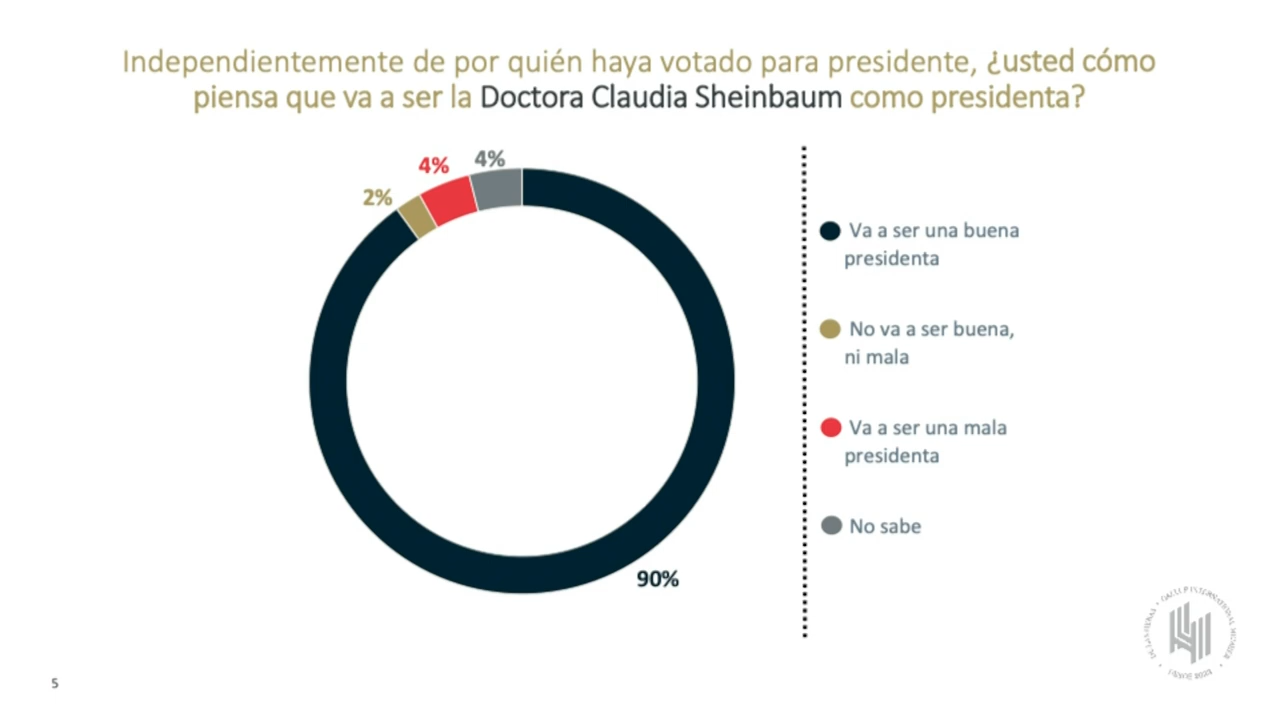 Independientemente de por quién haya votado para presidente, ¿usted cómo
piensa que va a ser la Doctora Claudia Sheinbaum como presidenta?
4%
4%
2%
90%
Va a ser una buena
presidenta
No va a ser buena,
ni mala
Va a ser una mala
presidenta
No sabe
5